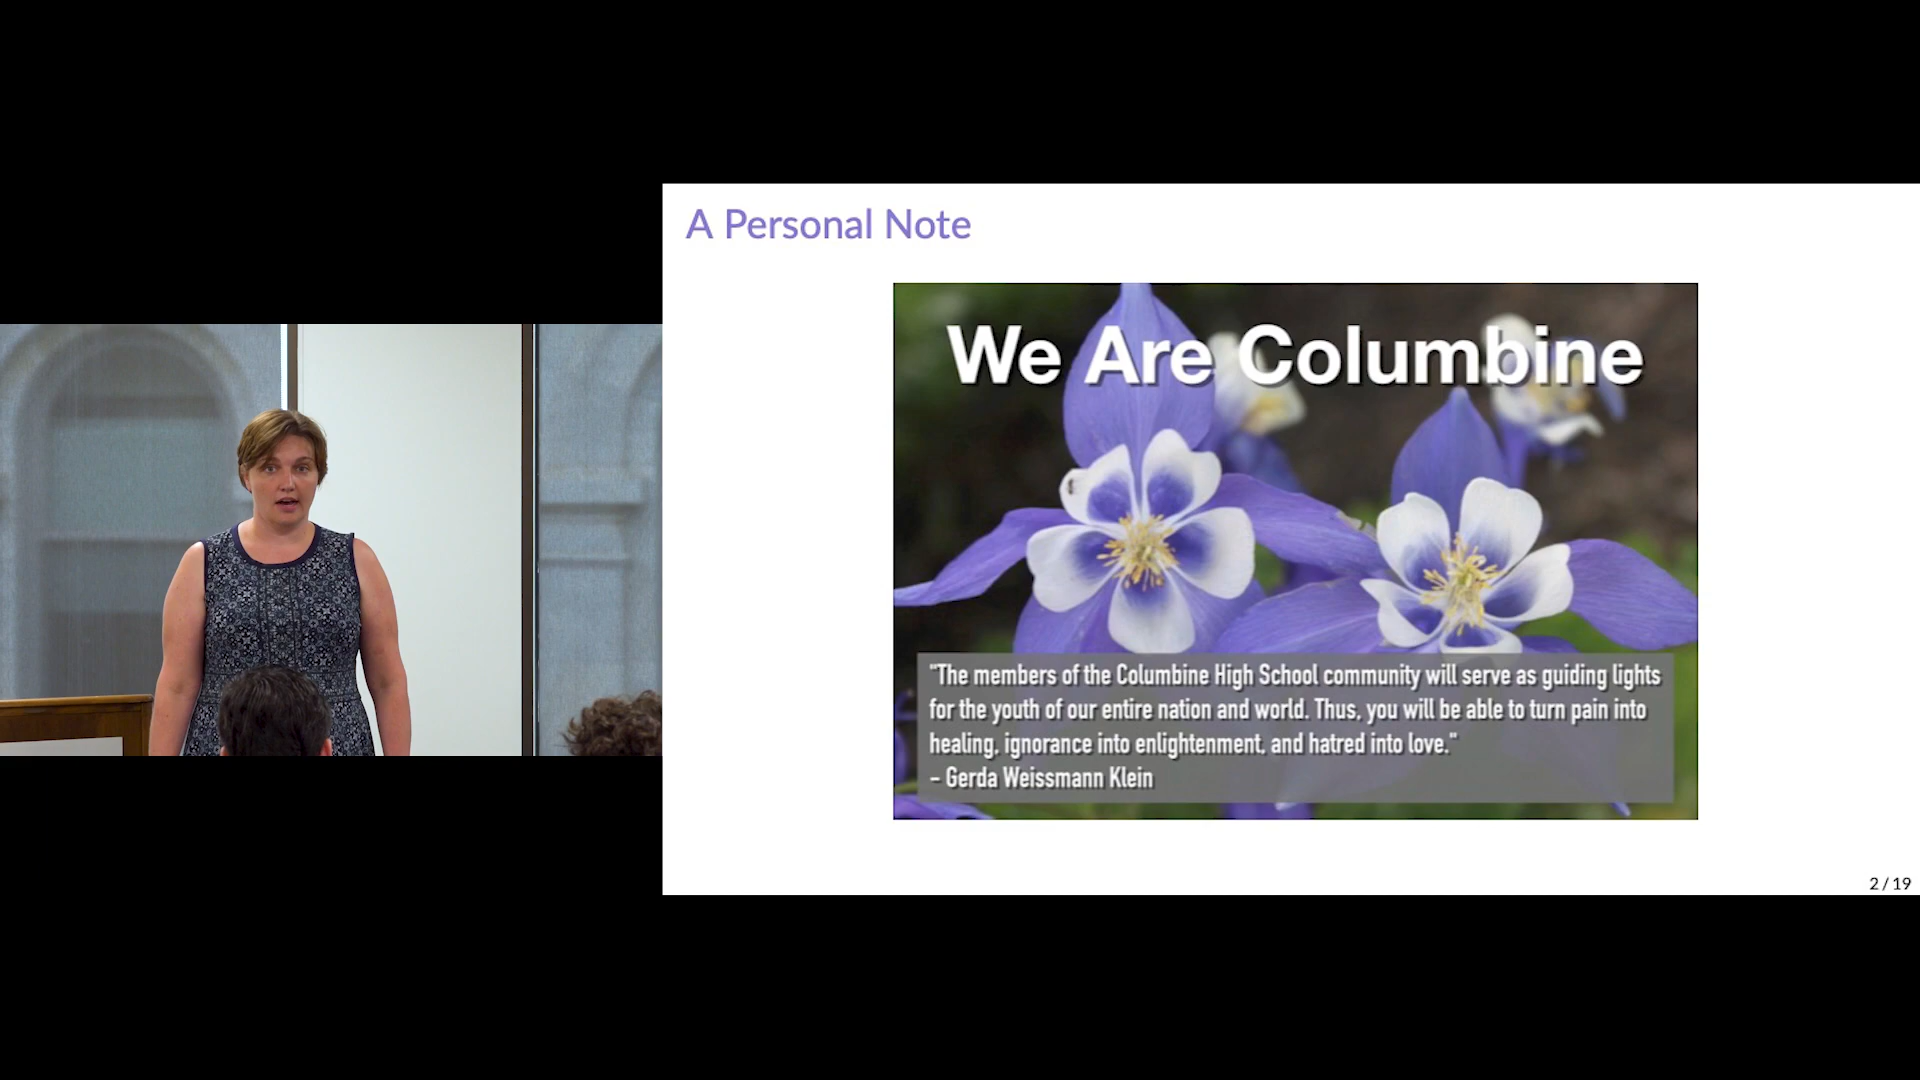 A Personal Note
We Are Columbine
"The members of the Columbine High School community will serve as guiding lights
for the youth of our entire nation and world. Thus, you will be able to turn pain into
healing, ignorance into enlightenment, and hatred into love."
– Gerda Weissmann Klein
2 / 19